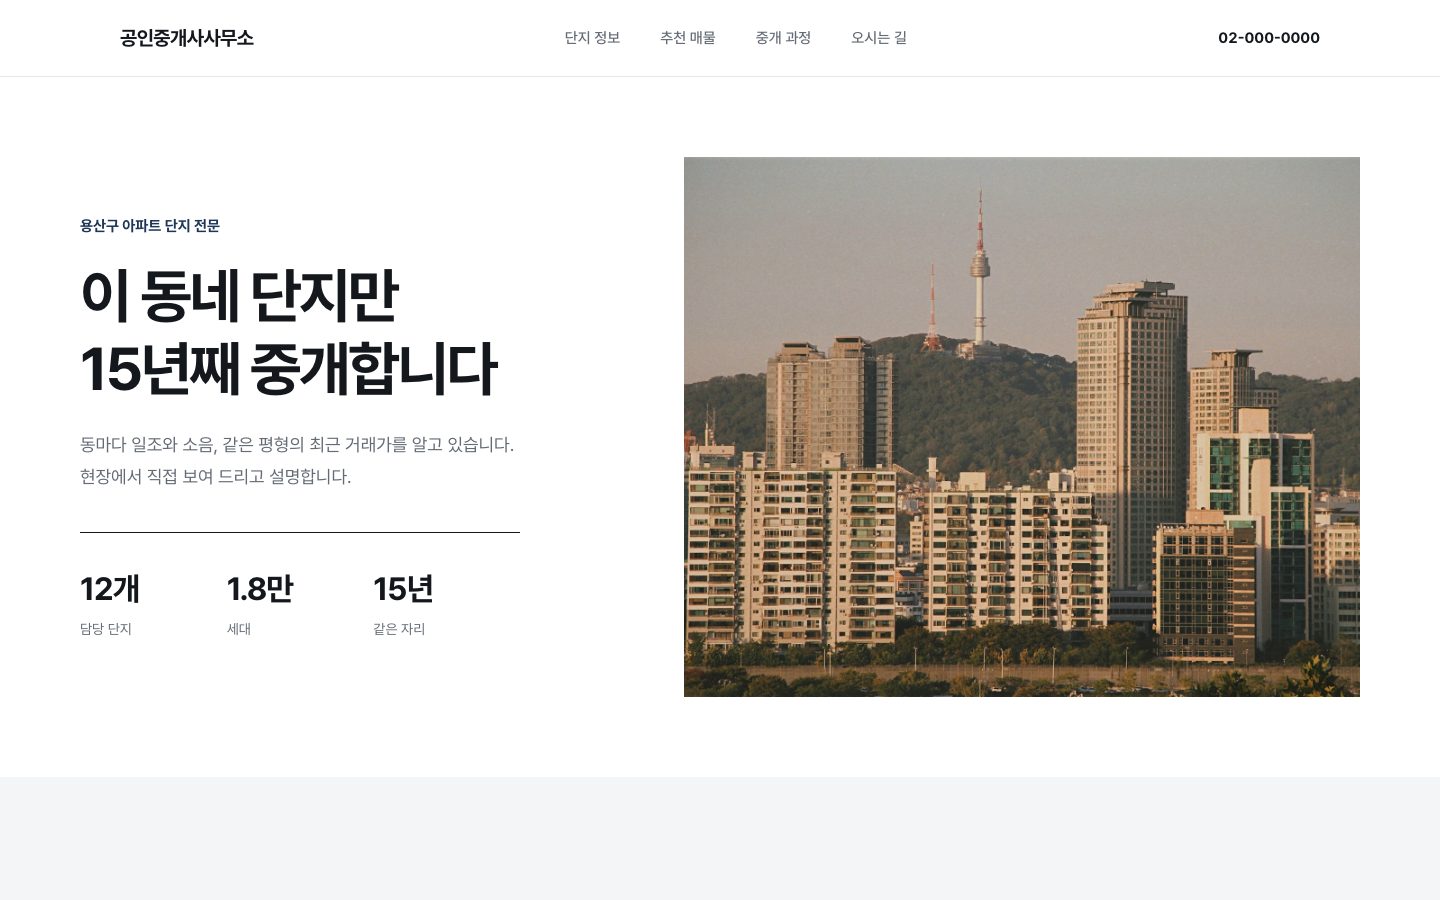 공인중개사사무소
단지 정보
추천 매물
중개 과정
오시는 길
02-000-0000
용산구 아파트 단지 전문
이 동네 단지만
15년째 중개합니다
동마다 일조와 소음, 같은 평형의 최근 거래가를 알고 있습니다.
현장에서 직접 보여 드리고 설명합니다.
12개
담당 단지
1.8만
세대
15년
같은 자리